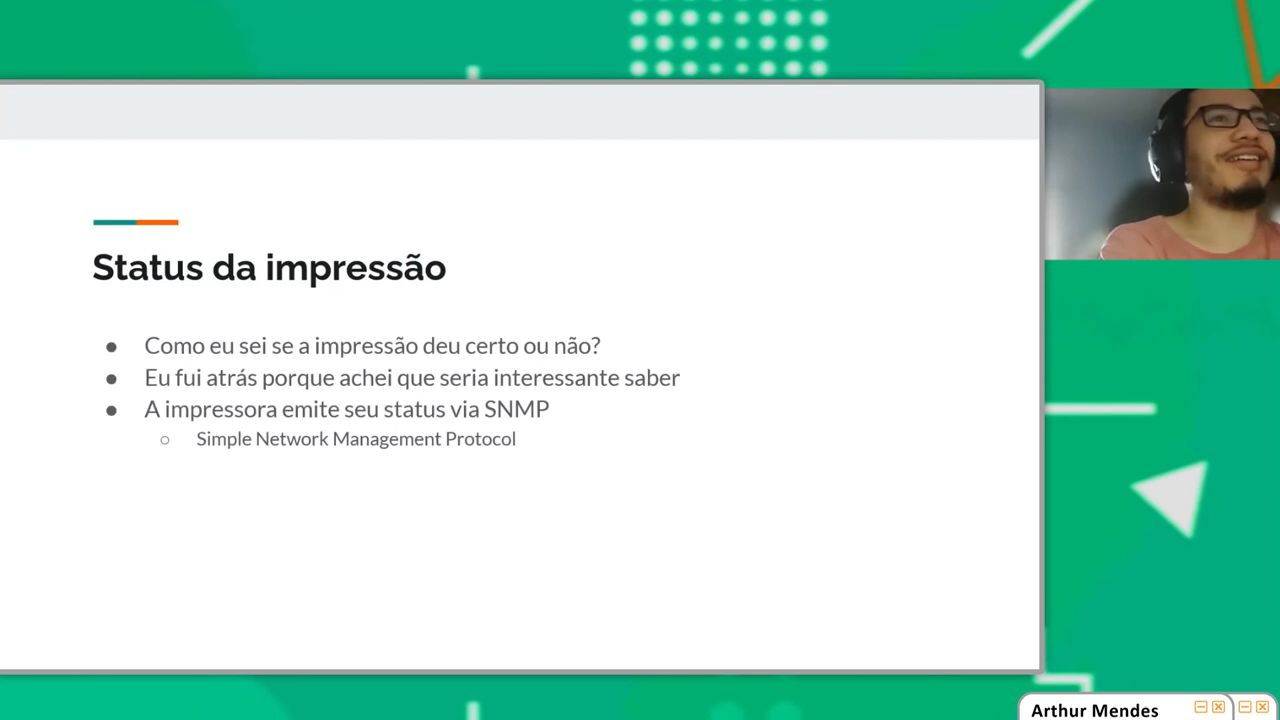 Status da impressão
● Como eu sei se a impressão deu certo ou não?
● Eu fui atrás porque achei que seria interessante saber
● A impressora emite seu status via SNMP
○ Simple Network Management Protocol
Arthur Mendes